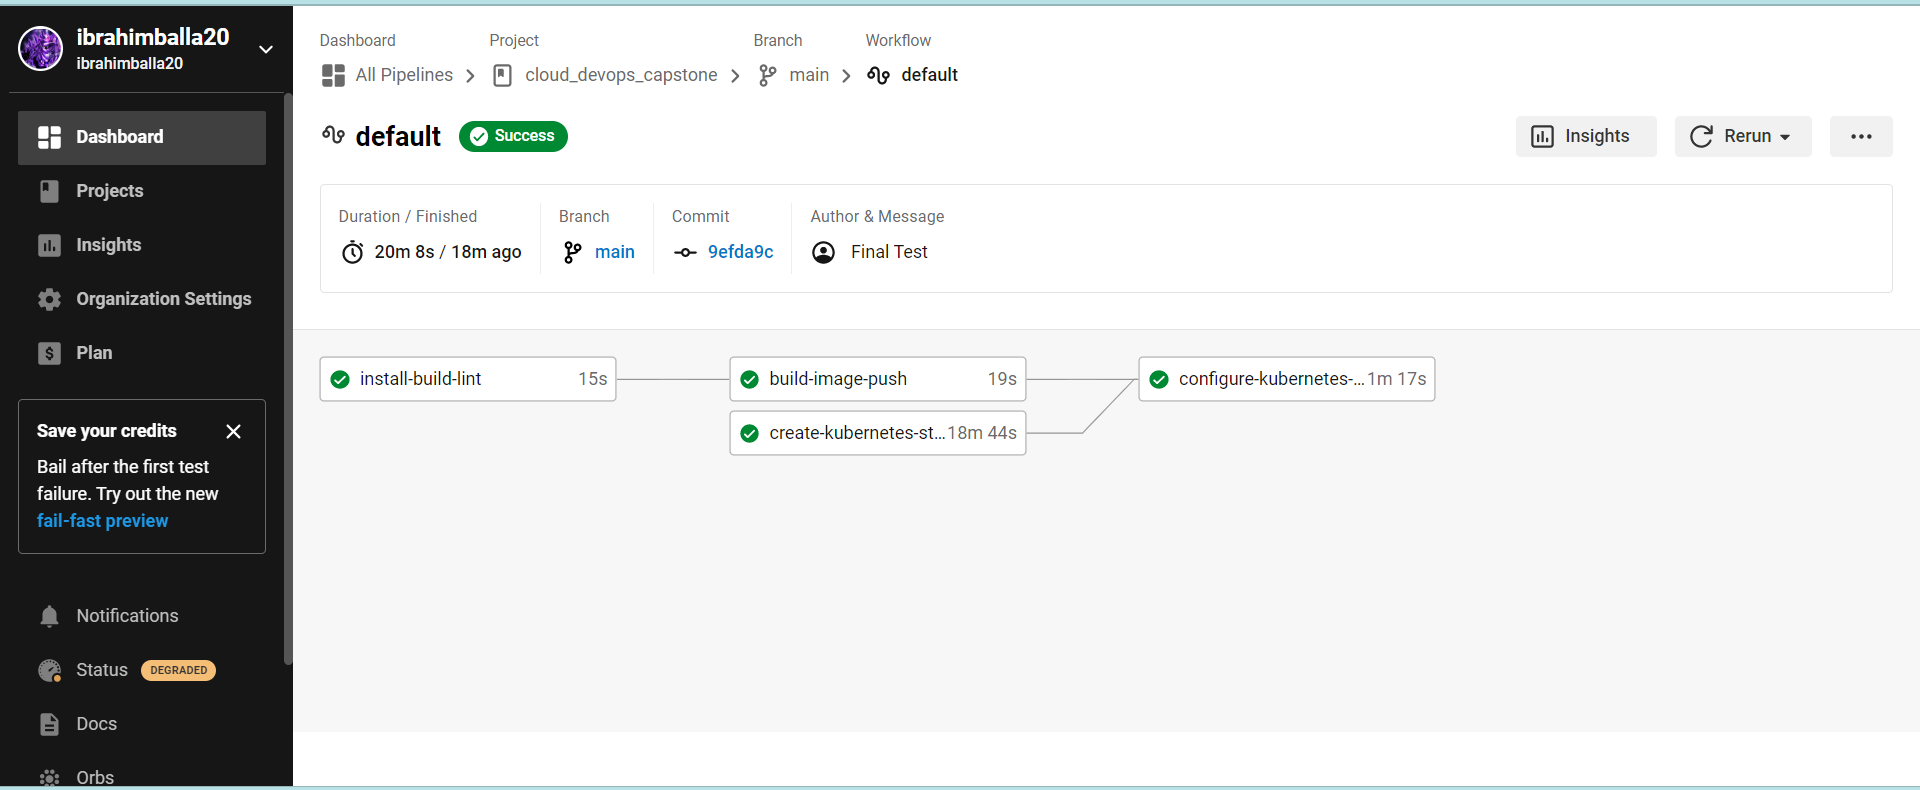 ibrahimballa20
ibrahimballa20
Dashboard
Projects
Insights
Organization Settings
Plan
Save your credits
Bail after the first test
failure. Try out the new
fail-fast preview
Notifications
Status DEGRADED
Docs
Orbs
Dashboard Project Branch Workflow
All Pipelines cloud_devops_capstone main default
default Success Insights Rerun
Duration / Finished Branch Commit Author & Message
20m 8s / 18m ago main 9efda9c Final Test
install-build-lint 15s build-image-push 19s configure-kubernetes-... 1m 17s
create-kubernetes-st... 18m 44s